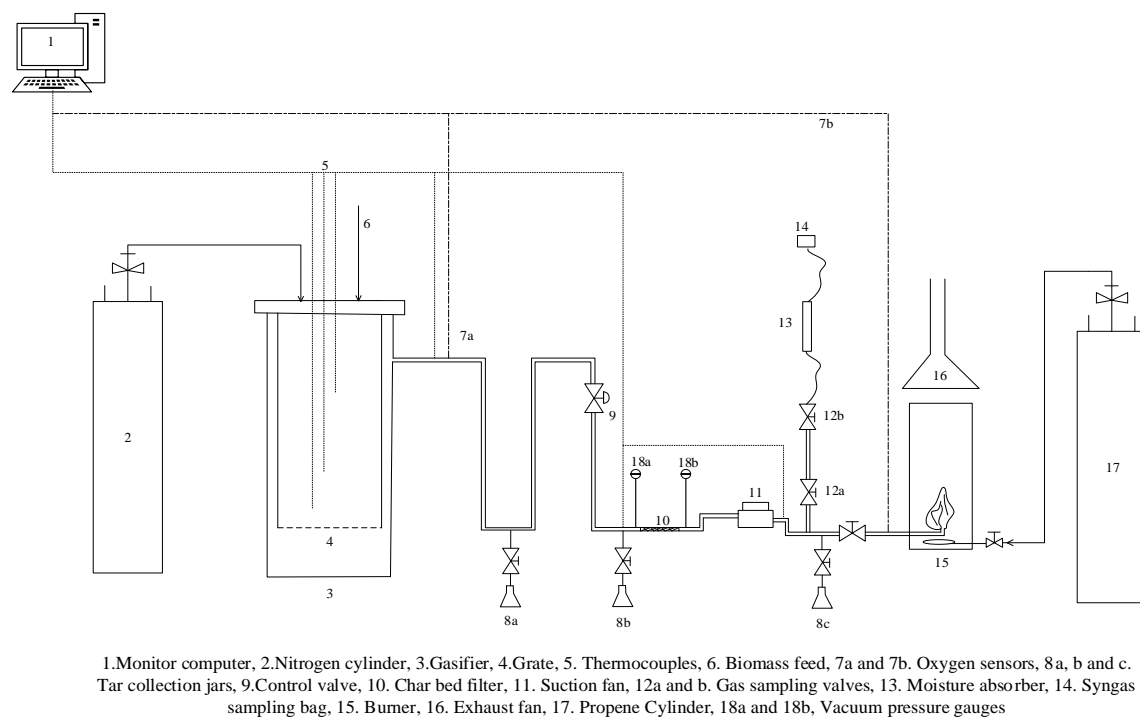 1
7b
5
6
14
7a
13
16
2
9
12b
17
18a
18b
11
12a
10
4
15
3
8a
8b
8c
1.Monitor computer, 2.Nitrogen cylinder, 3.Gasifier, 4.Grate, 5. Thermocouples, 6. Biomass feed, 7a and 7b. Oxygen sensors, 8a, b and c.
Tar collection jars, 9.Control valve, 10. Char bed filter, 11. Suction fan, 12a and b. Gas sampling valves, 13. Moisture absorber, 14. Syngas
sampling bag, 15. Burner, 16. Exhaust fan, 17. Propene Cylinder, 18a and 18b, Vacuum pressure gauges